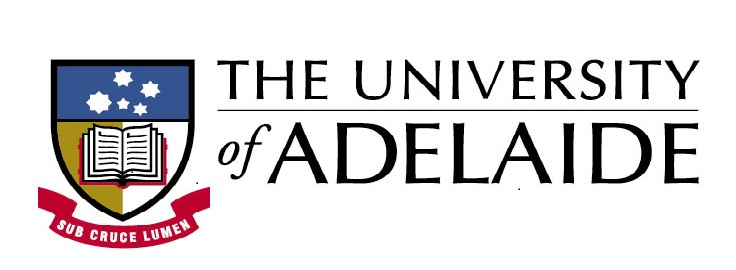 THE UNIVERSITY
of ADELAIDE
SUB CRUCE LUMEN